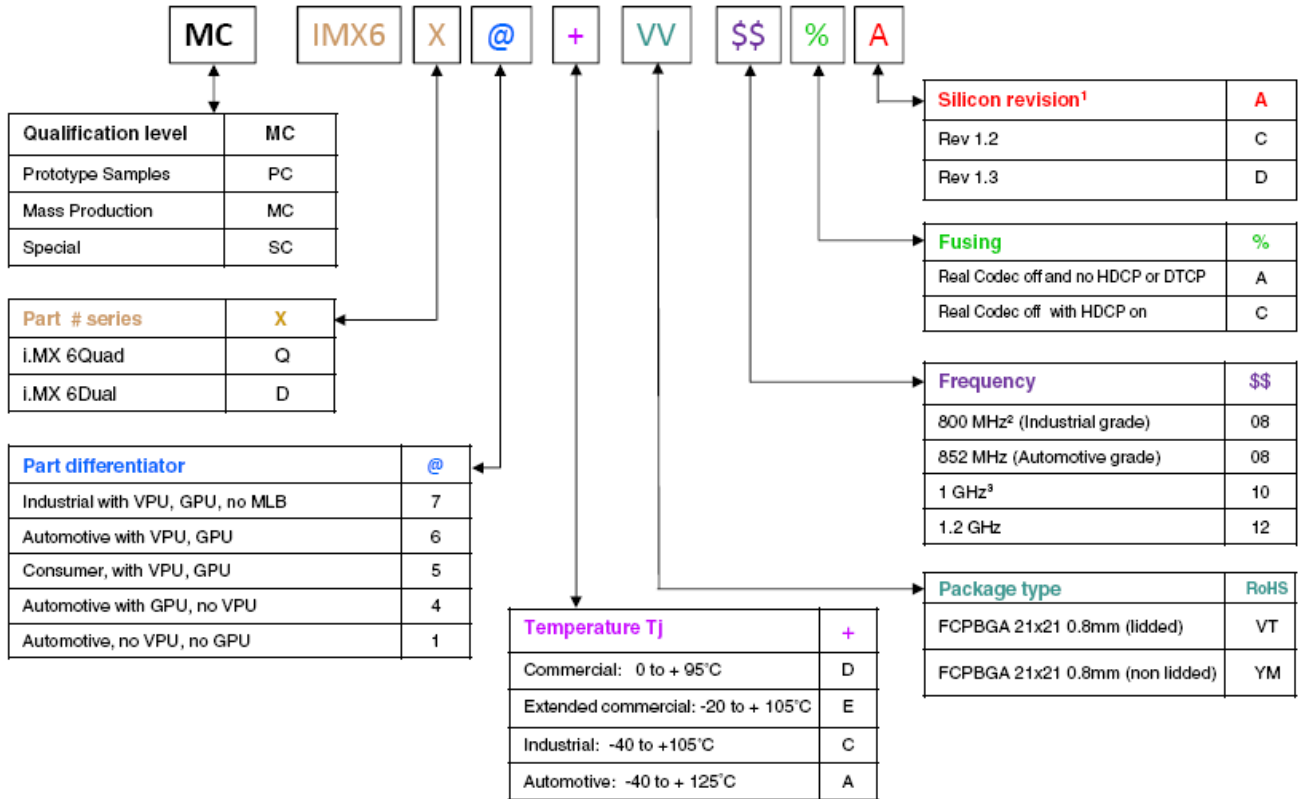 MC IMX6 X @ + VV $$ % A
Qualification level MC
Prototype Samples PC
Mass Production MC
Special SC
Part # series X
i.MX 6Quad Q
i.MX 6Dual D
Part differentiator @
Industrial with VPU, GPU, no MLB 7
Automotive with VPU, GPU 6
Consumer, with VPU, GPU 5
Automotive with GPU, no VPU 4
Automotive, no VPU, no GPU 1
Temperature Tj +
Commercial: 0 to + 95°C D
Extended commercial: -20 to + 105°C E
Industrial: -40 to +105°C C
Automotive: -40 to + 125°C A
Silicon revision¹ A
Rev 1.2 C
Rev 1.3 D
Fusing %
Real Codec off and no HDCP or DTCP A
Real Codec off with HDCP on C
Frequency $$
800 MHz² (Industrial grade) 08
852 MHz (Automotive grade) 08
1 GHz³ 10
1.2 GHz 12
Package type RoHS
FCPBGA 21x21 0.8mm (lidded) VT
FCPBGA 21x21 0.8mm (non lidded) YM